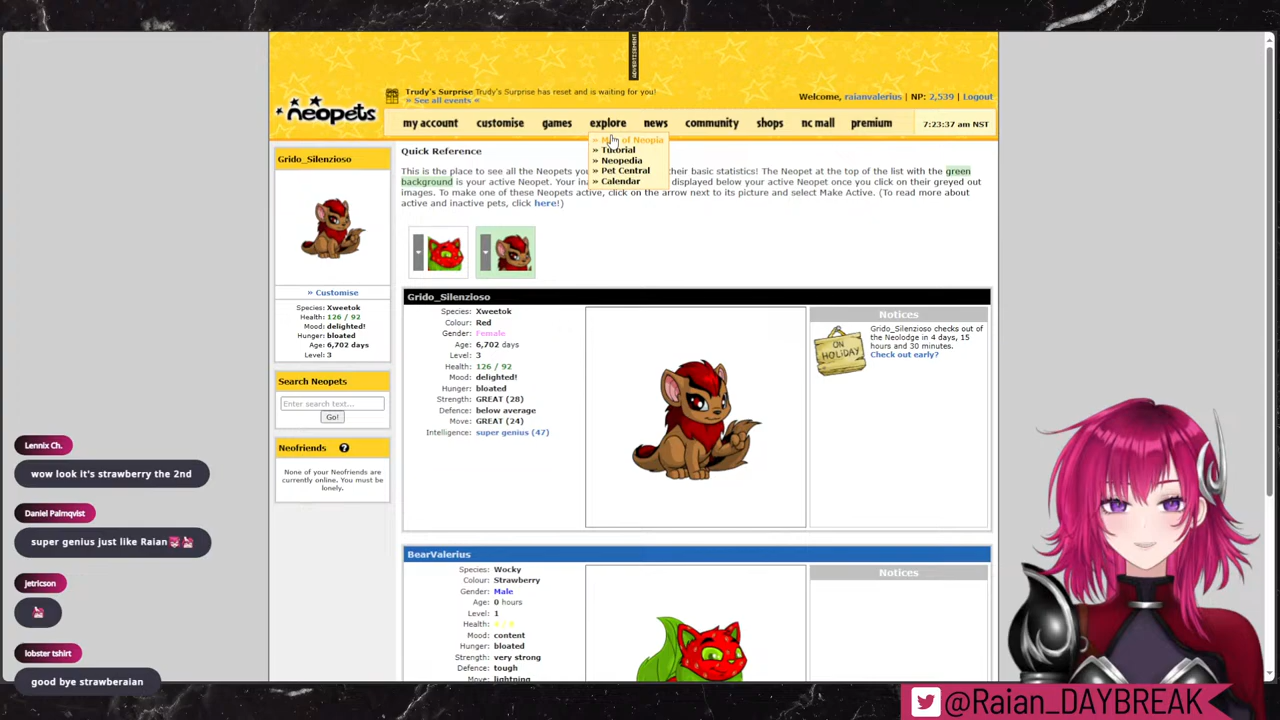 ADVERTISEMENT
Trudy's Surprise Trudy's Surprise has reset and is waiting for you!
» See all events «
Welcome, raianvalerius | NP: 2,539 | Logout
neopets
my account customise games explore news community shops nc mall premium 7:23:37 am NST
» of Neopia
» Tutorial
» Neopedia
» Pet Central
» Calendar
Grido_Silenzioso
» Customise
Species: Xweetok
Health: 126 / 92
Mood: delighted!
Hunger: bloated
Age: 6,702 days
Level: 3
Search Neopets
Enter search text...
Go!
Neofriends ?
None of your Neofriends are
currently online. You must be
lonely.
Quick Reference
This is the place to see all the Neopets you their basic statistics! The Neopet at the top of the list with the green
background is your active Neopet. Your displayed below your active Neopet once you click on their greyed out
images. To make one of these Neopets active, click on the arrow next to its picture and select Make Active. (To read more about
active and inactive pets, click here!)
Grido_Silenzioso
Species: Xweetok
Colour: Red
Gender: Female
Age: 6,702 days
Level: 3
Health: 126 / 92
Mood: delighted!
Hunger: bloated
Strength: GREAT (28)
Defence: below average
Move: GREAT (24)
Intelligence: super genius (47)
Notices
ON
HOLIDAY
Grido_Silenzioso checks out of
the Neolodge in 4 days, 15
hours and 30 minutes.
Check out early?
BearValerius
Species: Wocky
Colour: Strawberry
Gender: Male
Age: 0 hours
Level: 1
Health:
Mood: content
Hunger: bloated
Strength: very strong
Defence: tough
Move: lightning
Notices
Lennix Ch.
wow look it's strawberry the 2nd
Daniel Palmqvist
super genius just like Raian
jetricson
lobster tshirt
good bye strawberaian
@Raian_DAYBREAK